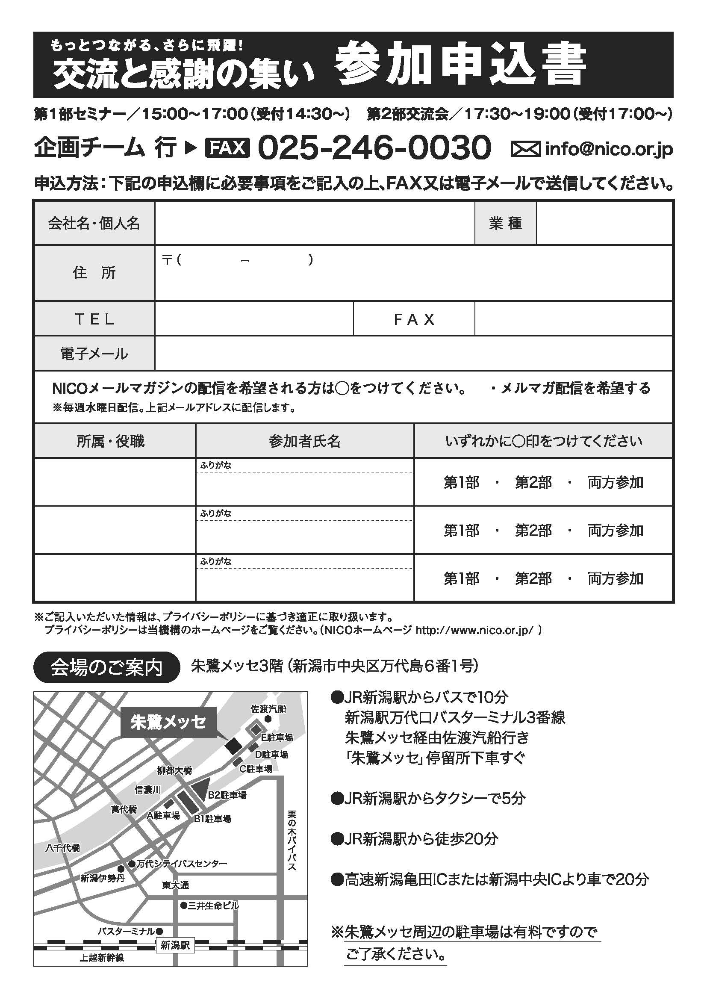 もっとつながる、さらに飛躍！
交流と感謝の集い 参加申込書
第1部セミナー／15:00～17:00（受付14:30～） 第2部交流会／17:30～19:00（受付17:00～）
企画チーム 行 ▶ FAX 025-246-0030 info@nico.or.jp
申込方法：下記の申込欄に必要事項をご記入の上、FAX又は電子メールで送信してください。
会社名・個人名 業種
住　所 〒（　　　－　　　）
TEL FAX
電子メール
NICOメールマガジンの配信を希望される方は○をつけてください。 ・メルマガ配信を希望する
※毎週水曜日配信。上記メールアドレスに配信します。
所属・役職 参加者氏名 いずれかに○印をつけてください
ふりがな
第1部 ・ 第2部 ・ 両方参加
ふりがな
第1部 ・ 第2部 ・ 両方参加
ふりがな
第1部 ・ 第2部 ・ 両方参加
※ご記入いただいた情報は、プライバシーポリシーに基づき適正に取り扱います。
プライバシーポリシーは当機構のホームページをご覧ください。（NICOホームページ http://www.nico.or.jp/ ）
会場のご案内 朱鷺メッセ3階（新潟市中央区万代島6番1号）
佐渡汽船
朱鷺メッセ
E駐車場
D駐車場
C駐車場
柳都大橋
信濃川
B2駐車場
萬代橋
A駐車場
B1駐車場
栗の木バイパス
八千代橋
●万代シテイバスセンター
新潟伊勢丹
東大通
●三井生命ビル
バスターミナル●
新潟駅
上越新幹線
●JR新潟駅からバスで10分
新潟駅万代口バスターミナル3番線
朱鷺メッセ経由佐渡汽船行き
「朱鷺メッセ」停留所下車すぐ
●JR新潟駅からタクシーで5分
●JR新潟駅から徒歩20分
●高速新潟亀田ICまたは新潟中央ICより車で20分
※朱鷺メッセ周辺の駐車場は有料ですので
ご了承ください。